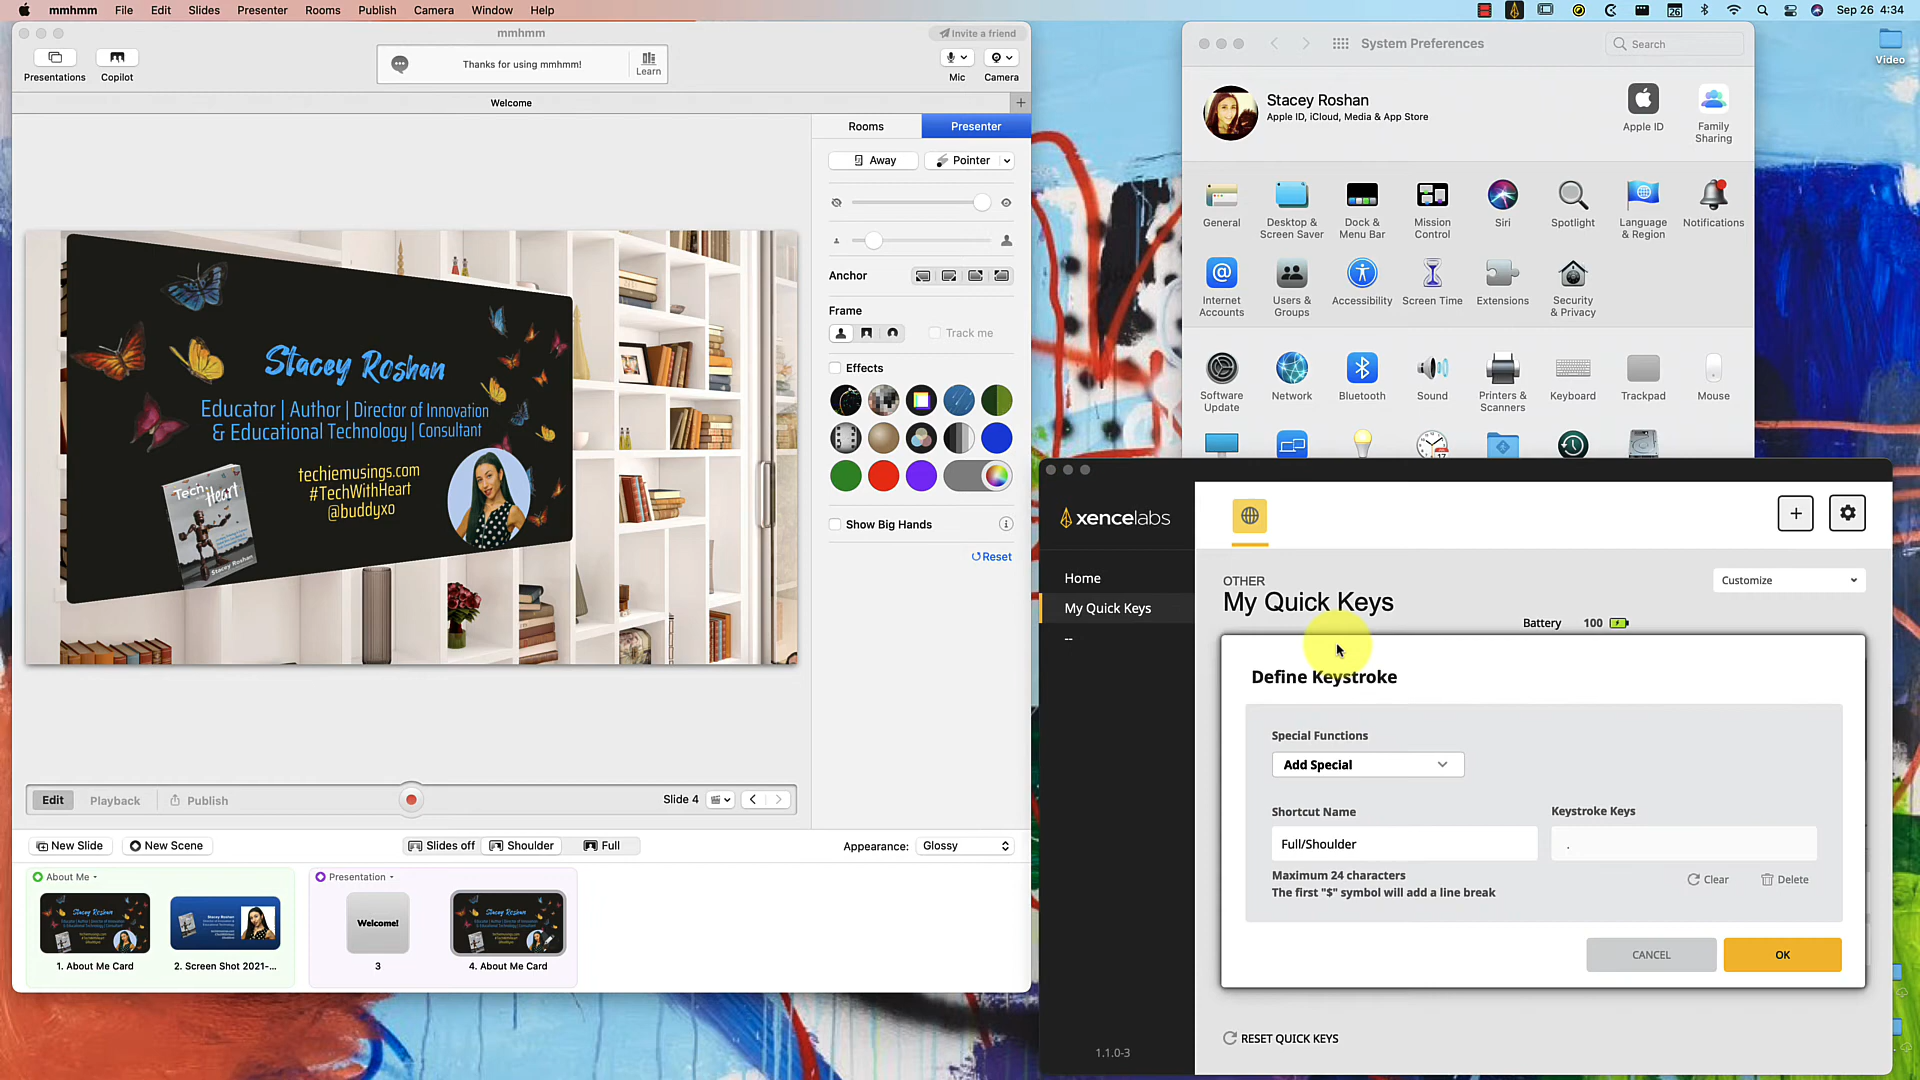 mmhmm File Edit Slides Presenter Rooms Publish Camera Window Help
26
Sep 26 4:34
mmhmm
Invite a friend
Presentations
Copilot
Thanks for using mmhmm!
Learn
Mic
Camera
Welcome
Rooms
Presenter
Away
Pointer
Anchor
Frame
Track me
Effects
Show Big Hands
Reset
Stacey Roshan
Educator | Author | Director of Innovation
& Educational Technology | Consultant
techiemusings.com
#TechWithHeart
@buddyxo
Tech
with Heart
Stacey Roshan
Edit
Playback
Publish
Slide 4
New Slide
New Scene
Slides off
Shoulder
Full
Appearance:
Glossy
About Me
Presentation
Welcome!
1. About Me Card
2. Screen Shot 2021-...
3
4. About Me Card
System Preferences
Search
Video
Stacey Roshan
Apple ID, iCloud, Media & App Store
Apple ID
Family
Sharing
General
Desktop &
Screen Saver
Dock &
Menu Bar
Mission
Control
Siri
Spotlight
Language
& Region
Notifications
Internet
Accounts
Users &
Groups
Accessibility
Screen Time
Extensions
Security
& Privacy
Software
Update
Network
Bluetooth
Sound
Printers &
Scanners
Keyboard
Trackpad
Mouse
17
xencelabs
Home
My Quick Keys
--
1.1.0-3
OTHER
My Quick Keys
Customize
Battery 100
Define Keystroke
Special Functions
Add Special
Shortcut Name
Keystroke Keys
Full/Shoulder
.
Maximum 24 characters
The first "$" symbol will add a line break
Clear
Delete
CANCEL
OK
RESET QUICK KEYS